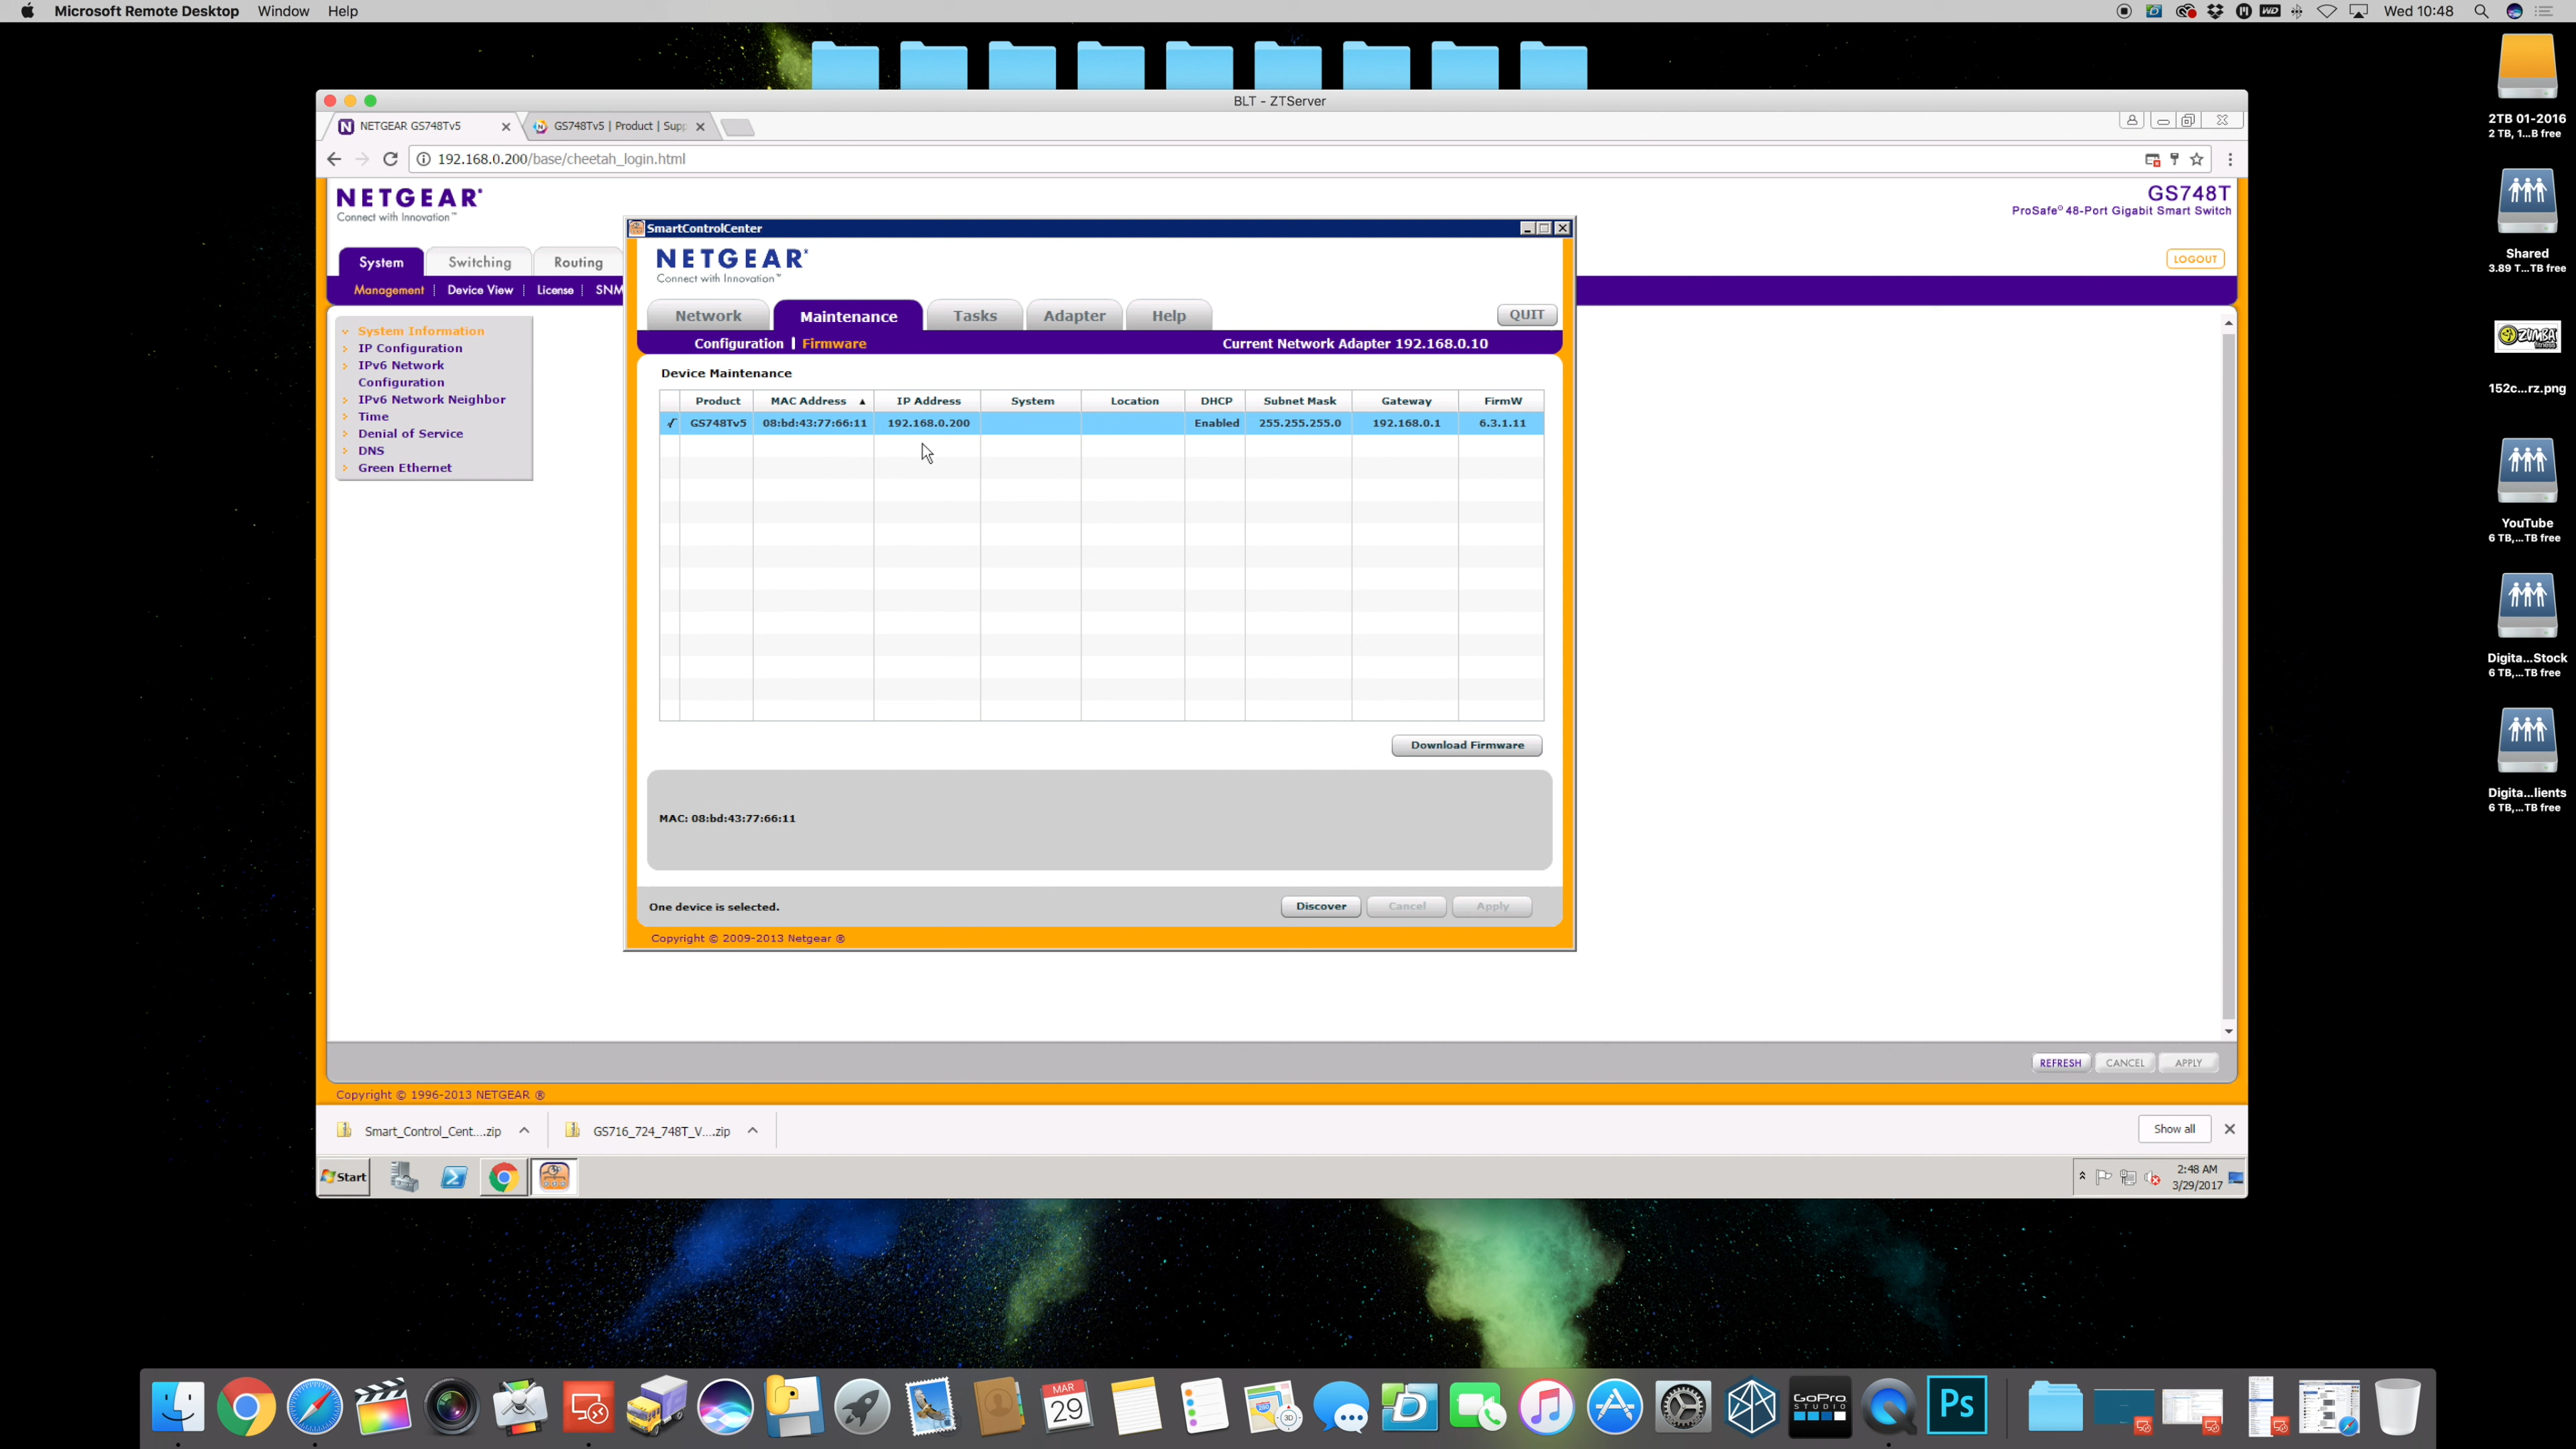 Microsoft Remote Desktop Window Help
WD Wed 10:48
BLT - ZTServer
NETGEAR GS748Tv5
GS748Tv5 | Product | Supp
192.168.0.200/base/cheetah_login.html
NETGEAR®
Connect with Innovation™
GS748T
ProSafe® 48-Port Gigabit Smart Switch
System Switching Routing
LOGOUT
Management Device View License SNM
System Information
IP Configuration
IPv6 Network
Configuration
IPv6 Network Neighbor
Time
Denial of Service
DNS
Green Ethernet
SmartControlCenter
NETGEAR®
Connect with Innovation™
Network Maintenance Tasks Adapter Help
QUIT
Configuration | Firmware
Current Network Adapter 192.168.0.10
Device Maintenance
Product MAC Address IP Address System Location DHCP Subnet Mask Gateway FirmW
GS748Tv5 08:bd:43:77:66:11 192.168.0.200 Enabled 255.255.255.0 192.168.0.1 6.3.1.11
Download Firmware
MAC: 08:bd:43:77:66:11
One device is selected.
Discover Cancel Apply
Copyright © 2009-2013 Netgear ®
REFRESH CANCEL APPLY
Copyright © 1996-2013 NETGEAR ®
Smart_Control_Cent....zip
GS716_724_748T_V....zip
Show all
Start
2:48 AM
3/29/2017
2TB 01-2016
2 TB, 1...B free
Shared
3.89 T...TB free
ZUMBA
fitness
152c...rz.png
YouTube
6 TB,...TB free
Digita...Stock
6 TB,...TB free
Digita...lients
6 TB,...TB free
MAR
29
280
3D
D
GoPro
STUDIO
Ps